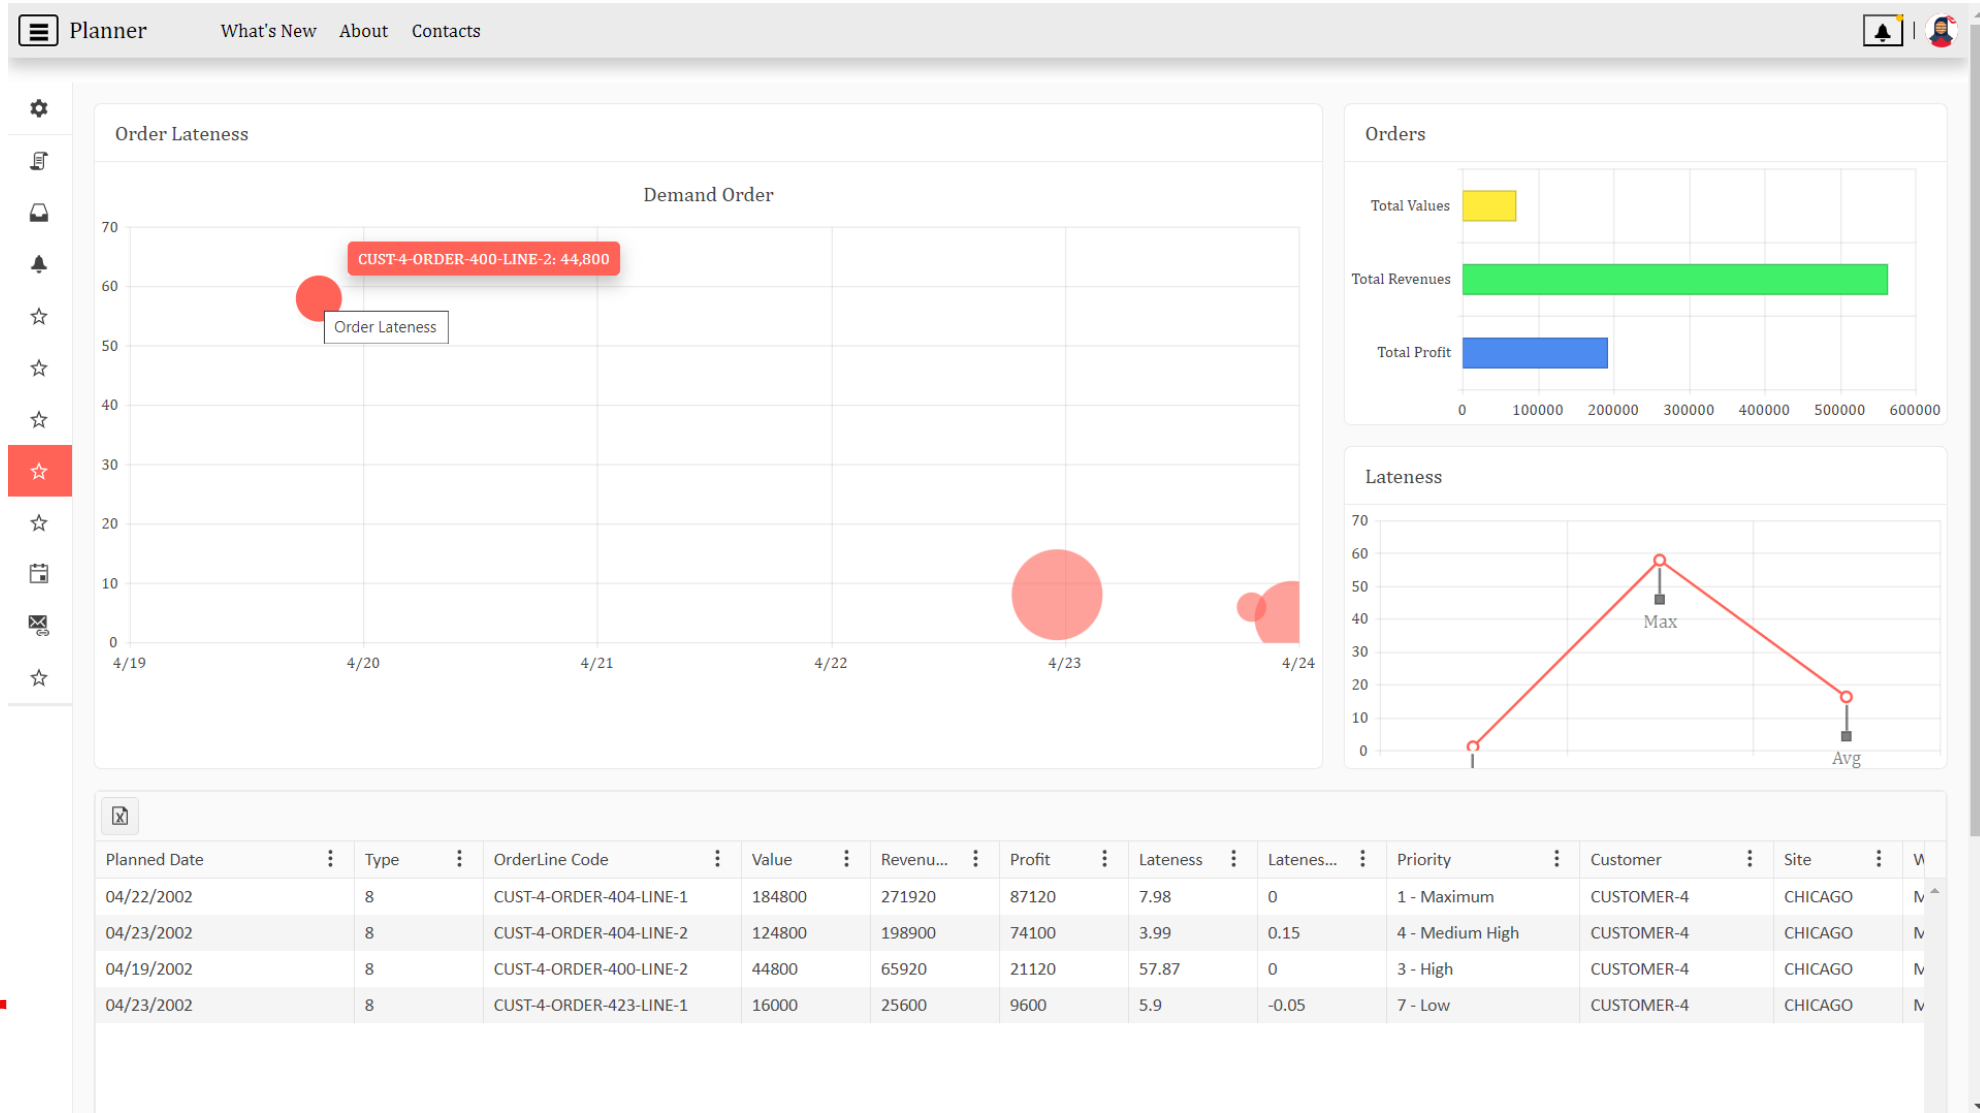 Planner What's New About Contacts
Order Lateness
Demand Order
70
60
50
40
30
20
10
0
CUST-4-ORDER-400-LINE-2: 44,800
Order Lateness
4/19 4/20 4/21 4/22 4/23 4/24
Orders
Total Values
Total Revenues
Total Profit
0 100000 200000 300000 400000 500000 600000
Lateness
70
60
50
40
30
20
10
0
Max
Avg
Planned Date Type OrderLine Code Value Revenu... Profit Lateness Latenes... Priority Customer Site
04/22/2002 8 CUST-4-ORDER-404-LINE-1 184800 271920 87120 7.98 0 1 - Maximum CUSTOMER-4 CHICAGO
04/23/2002 8 CUST-4-ORDER-404-LINE-2 124800 198900 74100 3.99 0.15 4 - Medium High CUSTOMER-4 CHICAGO
04/19/2002 8 CUST-4-ORDER-400-LINE-2 44800 65920 21120 57.87 0 3 - High CUSTOMER-4 CHICAGO
04/23/2002 8 CUST-4-ORDER-423-LINE-1 16000 25600 9600 5.9 -0.05 7 - Low CUSTOMER-4 CHICAGO